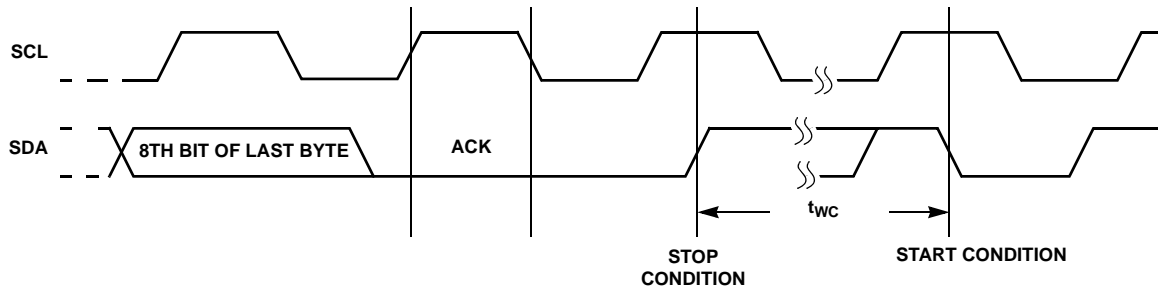 SCL
SDA
8TH BIT OF LAST BYTE
ACK
tWC
STOP
CONDITION
START CONDITION